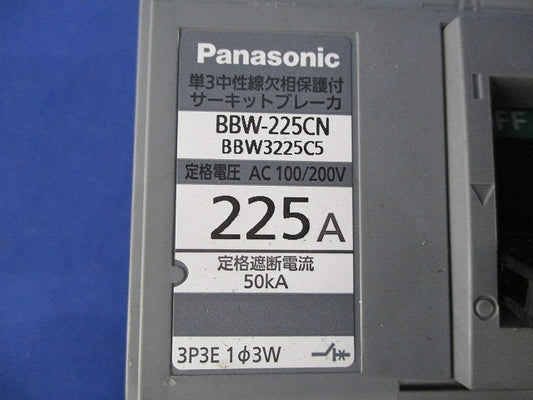 Panasonic
単3中性線欠相保護付
サーキットブレーカ
BBW-225CN
BBW3225C5
定格電圧 AC 100/200V
225A
定格遮断電流
50kA
3P3E 1φ3W
FF